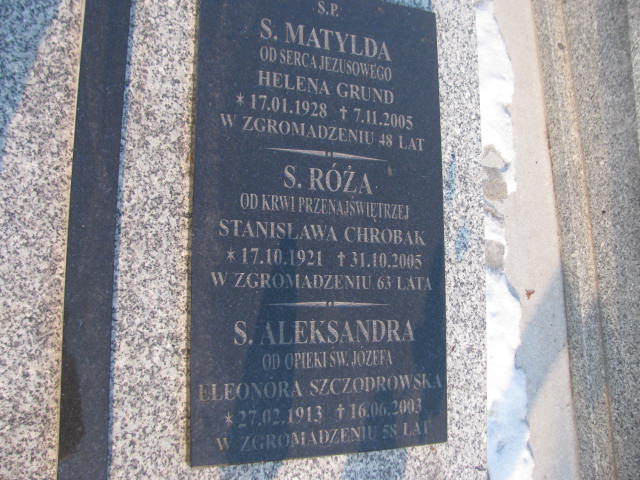 S.P.
S. MATYLDA
OD SERCA JEZUSOWEGO
HELENA GRUND
* 17.01.1928 † 7.11.2005
W ZGROMADZENIU 48 LAT
S. RÓŻA
OD KRWI PRZENAJŚWIĘTRZEJ
STANISŁAWA CHROBAK
* 17.10.1921 † 31.10.2005
W ZGROMADZENIU 63 LATA
S. ALEKSANDRA
OD OPIEKI ŚW. JÓZEFA
ELEONORA SZCZODROWSKA
* 27.02.1913 † 16.06.2003
W ZGROMADZENIU 58 LAT